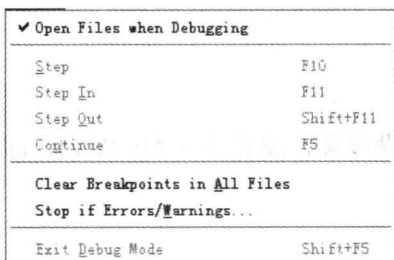 ✔ Open Files when Debugging
Step F10
Step In F11
Step Out Shift+F11
Continue F5
Clear Breakpoints in All Files
Stop if Errors/Warnings...
Exit Debug Mode Shift+F5